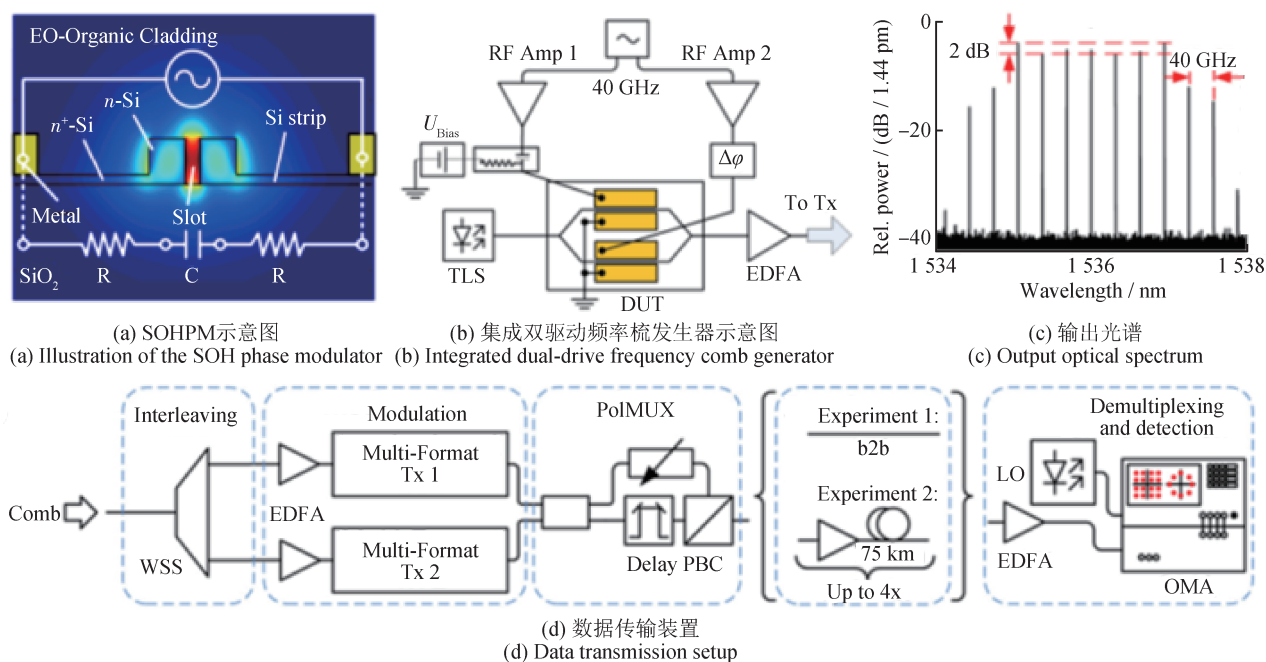 EO-Organic Cladding
n-Si
n⁺-Si
Si strip
Metal
Slot
SiO₂
R
C
R
(a) SOHPM示意图
(a) Illustration of the SOH phase modulator
RF Amp 1
RF Amp 2
40 GHz
U_Bias
Δφ
To Tx
TLS
DUT
EDFA
(b) 集成双驱动频率梳发生器示意图
(b) Integrated dual-drive frequency comb generator
Rel. power / (dB / 1.44 pm)
0
−20
−40
2 dB
40 GHz
1 534
1 536
1 538
Wavelength / nm
(c) 输出光谱
(c) Output optical spectrum
Interleaving
Comb
WSS
Modulation
EDFA
Multi-Format
Tx 1
Multi-Format
Tx 2
PolMUX
Delay PBC
Experiment 1:
b2b
Experiment 2:
75 km
Up to 4x
Demultiplexing
and detection
LO
EDFA
OMA
(d) 数据传输装置
(d) Data transmission setup